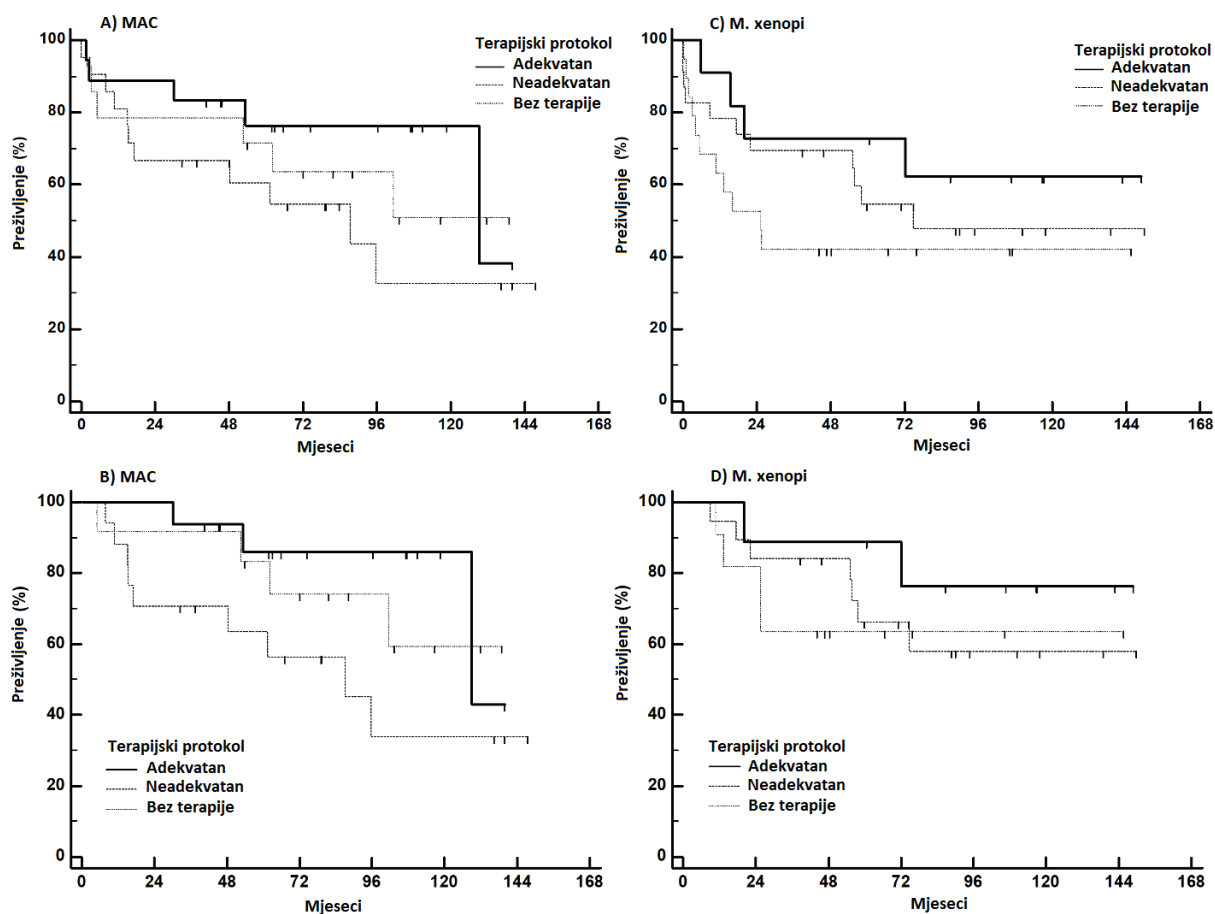 A) MAC
Terapijski protokol
Adekvatan
Neadekvatan
Bez terapije
Preživljenje (%)
100
80
60
40
20
0
0 24 48 72 96 120 144 168
Mjeseci
C) M. xenopi
Terapijski protokol
Adekvatan
Neadekvatan
Bez terapije
Preživljenje (%)
100
80
60
40
20
0
0 24 48 72 96 120 144 168
Mjeseci
B) MAC
Preživljenje (%)
100
80
60
40
20
0
Terapijski protokol
Adekvatan
Neadekvatan
Bez terapije
0 24 48 72 96 120 144 168
Mjeseci
D) M. xenopi
Preživljenje (%)
100
80
60
40
20
0
Terapijski protokol
Adekvatan
Neadekvatan
Bez terapije
0 24 48 72 96 120 144 168
Mjeseci